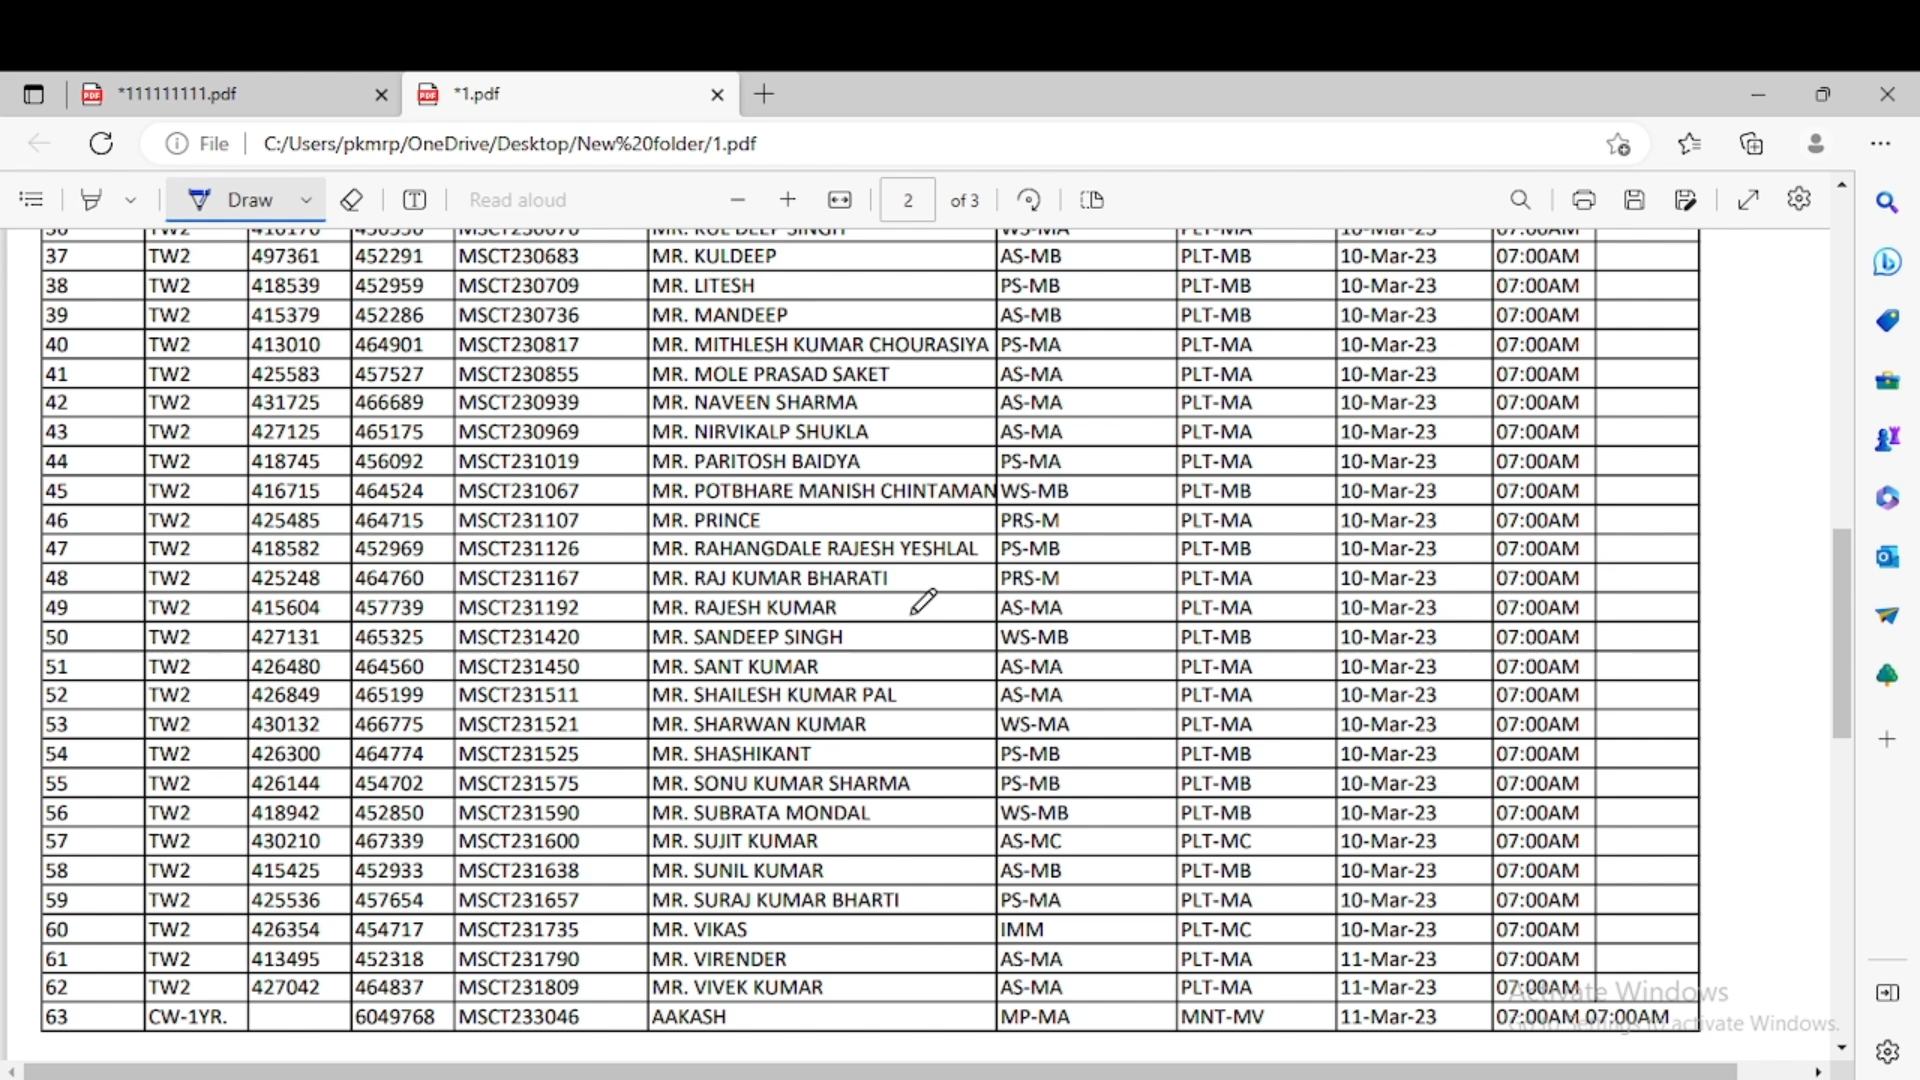 *111111111.pdf
*1.pdf
File C:/Users/pkmrp/OneDrive/Desktop/New%20folder/1.pdf
Draw Read aloud 2 of 3
37 TW2 497361 452291 MSCT230683 MR. KULDEEP AS-MB PLT-MB 10-Mar-23 07:00AM
38 TW2 418539 452959 MSCT230709 MR. LITESH PS-MB PLT-MB 10-Mar-23 07:00AM
39 TW2 415379 452286 MSCT230736 MR. MANDEEP AS-MB PLT-MB 10-Mar-23 07:00AM
40 TW2 413010 464901 MSCT230817 MR. MITHLESH KUMAR CHOURASIYA PS-MA PLT-MA 10-Mar-23 07:00AM
41 TW2 425583 457527 MSCT230855 MR. MOLE PRASAD SAKET AS-MA PLT-MA 10-Mar-23 07:00AM
42 TW2 431725 466689 MSCT230939 MR. NAVEEN SHARMA AS-MA PLT-MA 10-Mar-23 07:00AM
43 TW2 427125 465175 MSCT230969 MR. NIRVIKALP SHUKLA AS-MA PLT-MA 10-Mar-23 07:00AM
44 TW2 418745 456092 MSCT231019 MR. PARITOSH BAIDYA PS-MA PLT-MA 10-Mar-23 07:00AM
45 TW2 416715 464524 MSCT231067 MR. POTBHARE MANISH CHINTAMAN WS-MB PLT-MB 10-Mar-23 07:00AM
46 TW2 425485 464715 MSCT231107 MR. PRINCE PRS-M PLT-MA 10-Mar-23 07:00AM
47 TW2 418582 452969 MSCT231126 MR. RAHANGDALE RAJESH YESHLAL PS-MB PLT-MB 10-Mar-23 07:00AM
48 TW2 425248 464760 MSCT231167 MR. RAJ KUMAR BHARATI PRS-M PLT-MA 10-Mar-23 07:00AM
49 TW2 415604 457739 MSCT231192 MR. RAJESH KUMAR AS-MA PLT-MA 10-Mar-23 07:00AM
50 TW2 427131 465325 MSCT231420 MR. SANDEEP SINGH WS-MB PLT-MB 10-Mar-23 07:00AM
51 TW2 426480 464560 MSCT231450 MR. SANT KUMAR AS-MA PLT-MA 10-Mar-23 07:00AM
52 TW2 426849 465199 MSCT231511 MR. SHAILESH KUMAR PAL AS-MA PLT-MA 10-Mar-23 07:00AM
53 TW2 430132 466775 MSCT231521 MR. SHARWAN KUMAR WS-MA PLT-MA 10-Mar-23 07:00AM
54 TW2 426300 464774 MSCT231525 MR. SHASHIKANT PS-MB PLT-MB 10-Mar-23 07:00AM
55 TW2 426144 454702 MSCT231575 MR. SONU KUMAR SHARMA PS-MB PLT-MB 10-Mar-23 07:00AM
56 TW2 418942 452850 MSCT231590 MR. SUBRATA MONDAL WS-MB PLT-MB 10-Mar-23 07:00AM
57 TW2 430210 467339 MSCT231600 MR. SUJIT KUMAR AS-MC PLT-MC 10-Mar-23 07:00AM
58 TW2 415425 452933 MSCT231638 MR. SUNIL KUMAR AS-MB PLT-MB 10-Mar-23 07:00AM
59 TW2 425536 457654 MSCT231657 MR. SURAJ KUMAR BHARTI PS-MA PLT-MA 10-Mar-23 07:00AM
60 TW2 426354 454717 MSCT231735 MR. VIKAS IMM PLT-MC 10-Mar-23 07:00AM
61 TW2 413495 452318 MSCT231790 MR. VIRENDER AS-MA PLT-MA 11-Mar-23 07:00AM
62 TW2 427042 464837 MSCT231809 MR. VIVEK KUMAR AS-MA PLT-MA 11-Mar-23 07:00AM
63 CW-1YR. 6049768 MSCT233046 AAKASH MP-MA MNT-MV 11-Mar-23 07:00AM 07:00AM
Activate Windows
Go to Settings to activate Windows.